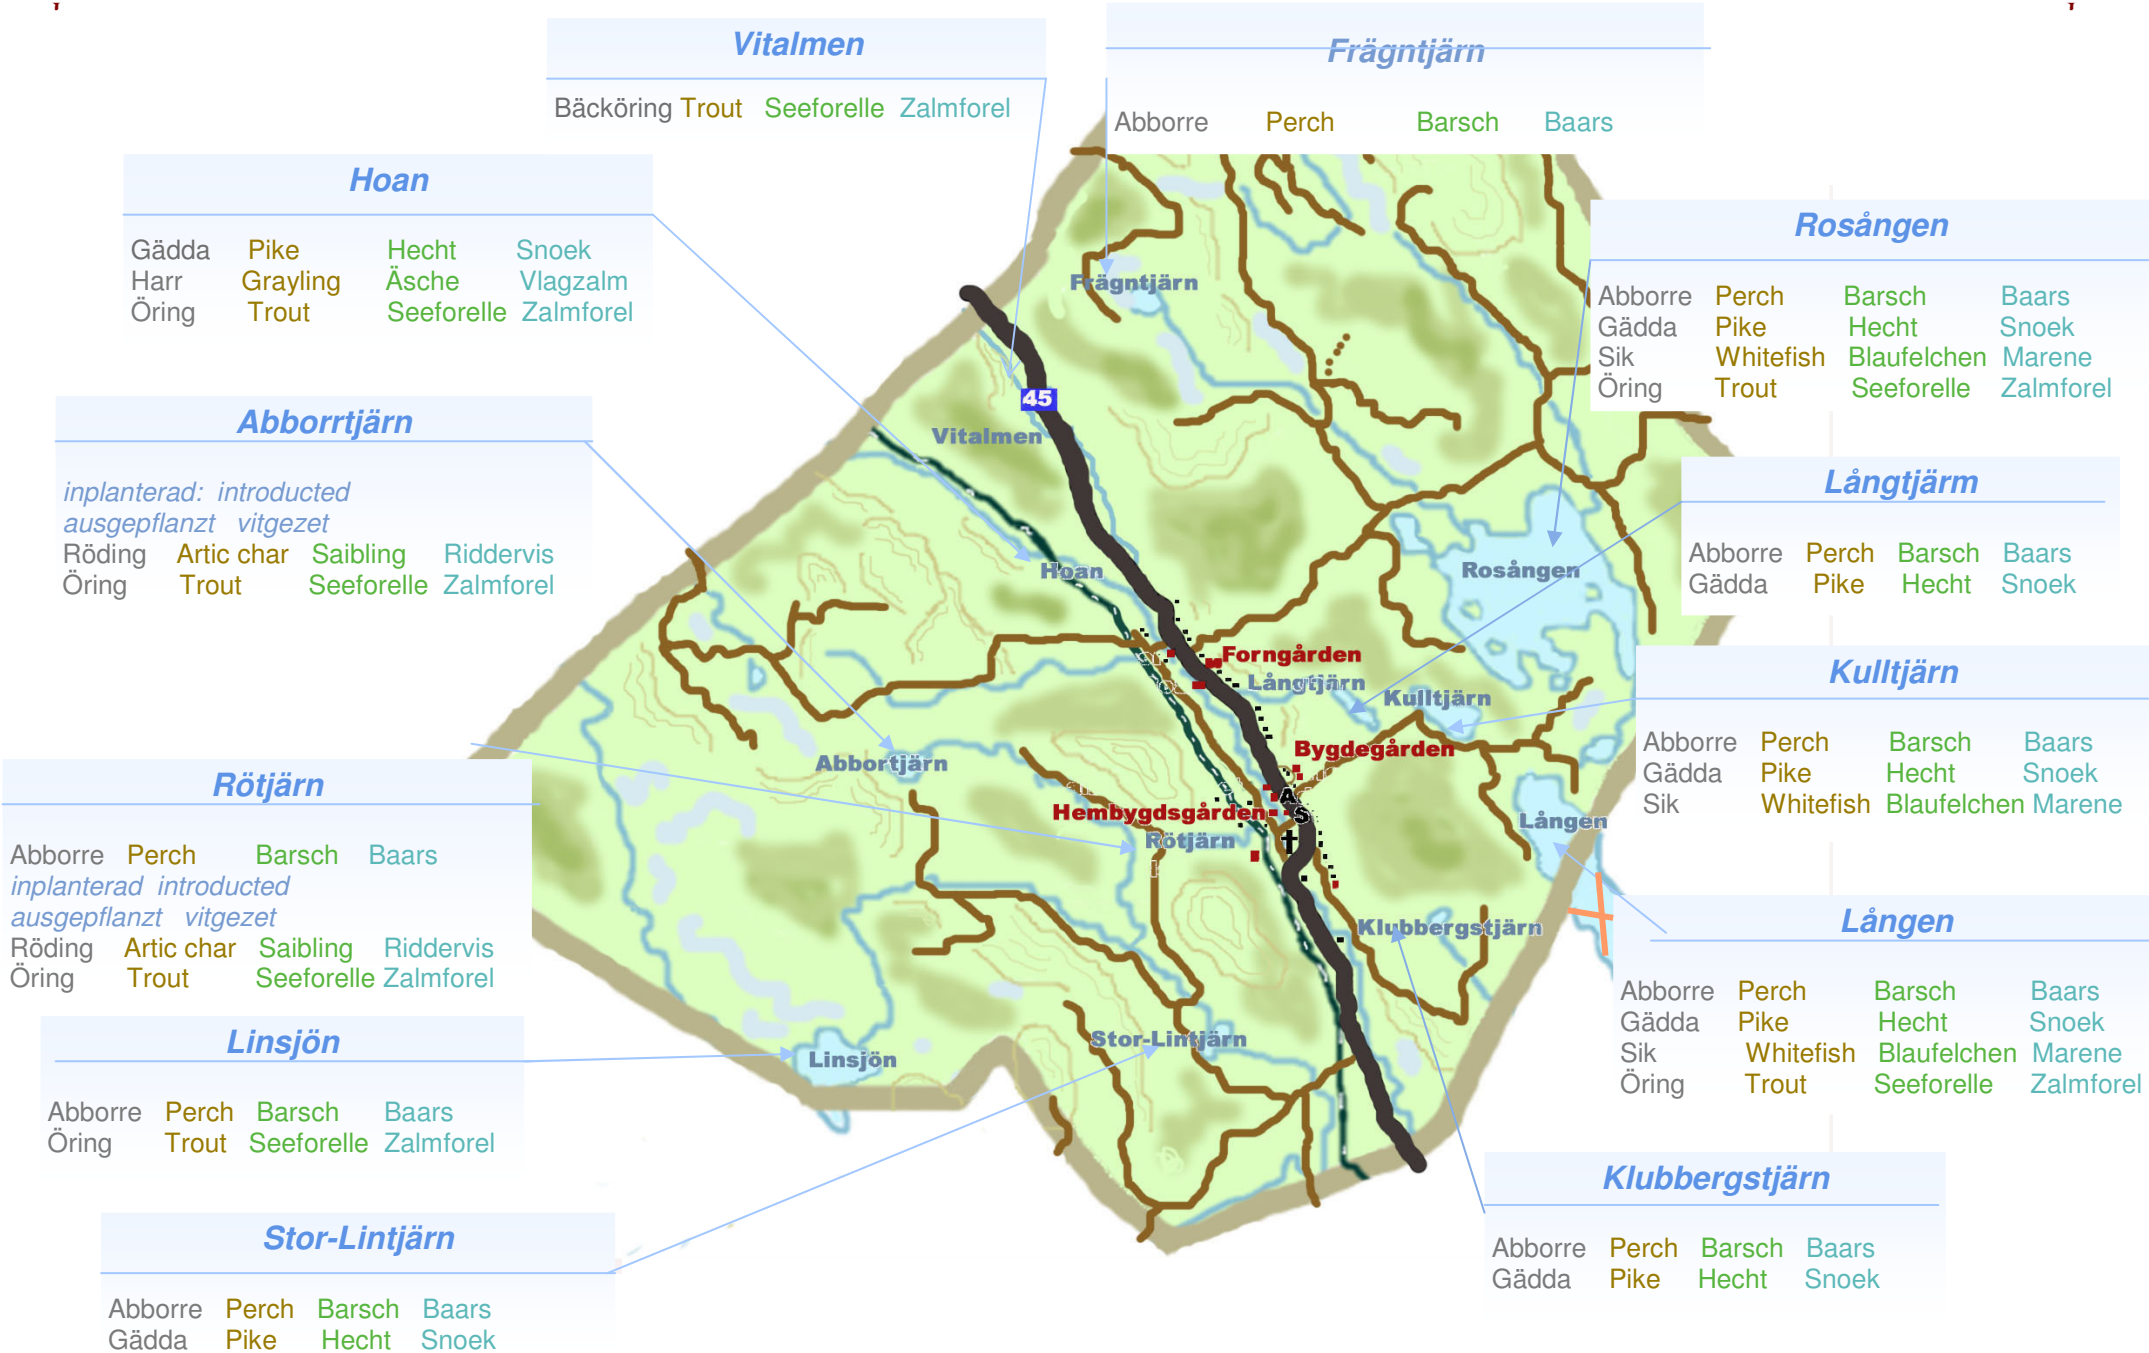 Vitalmen
Bäcköring Trout Seeforelle Zalmforel
Frägntjärn
Abborre Perch Barsch Baars
Hoan
Gädda Pike Hecht Snoek
Harr Grayling Äsche Vlagzalm
Öring Trout Seeforelle Zalmforel
Rosången
Abborre Perch Barsch Baars
Gädda Pike Hecht Snoek
Sik Whitefish Blaufelchen Marene
Öring Trout Seeforelle Zalmforel
Abborrtjärn
inplanterad: introducted
ausgepflanzt vitgezet
Röding Artic char Saibling Riddervis
Öring Trout Seeforelle Zalmforel
Långtjärm
Abborre Perch Barsch Baars
Gädda Pike Hecht Snoek
Kulltjärn
Abborre Perch Barsch Baars
Gädda Pike Hecht Snoek
Sik Whitefish Blaufelchen Marene
Rötjärn
Abborre Perch Barsch Baars
inplanterad introducted
ausgepflanzt vitgezet
Röding Artic char Saibling Riddervis
Öring Trout Seeforelle Zalmforel
Lången
Abborre Perch Barsch Baars
Gädda Pike Hecht Snoek
Sik Whitefish Blaufelchen Marene
Öring Trout Seeforelle Zalmforel
Linsjön
Abborre Perch Barsch Baars
Öring Trout Seeforelle Zalmforel
Klubbergstjärn
Abborre Perch Barsch Baars
Gädda Pike Hecht Snoek
Stor-Lintjärn
Abborre Perch Barsch Baars
Gädda Pike Hecht Snoek
Frägntjärn
45
Vitalmen
Hoan
Rosången
Forngården
Långtjärn
Kulltjärn
Bygdegården
Abbortjärn
A
S
Hembygdsgården
Rötjärn
Lången
Klubbergstjärn
Stor-Lintjärn
Linsjön